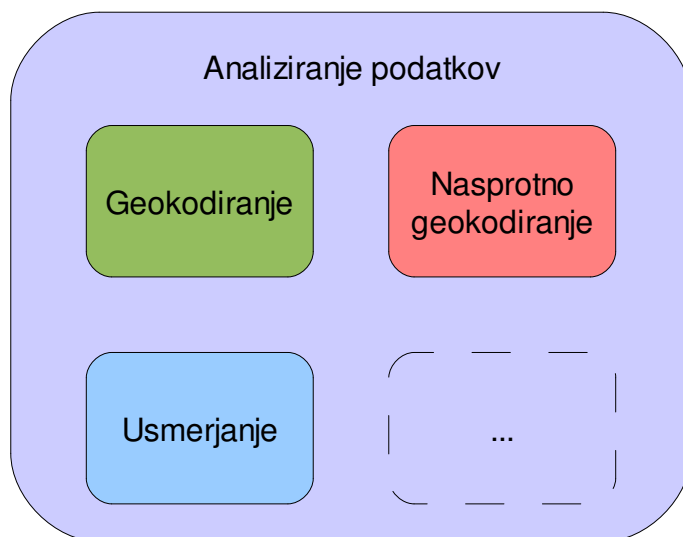 Analiziranje podatkov
Geokodiranje
Nasprotno
geokodiranje
Usmerjanje
...